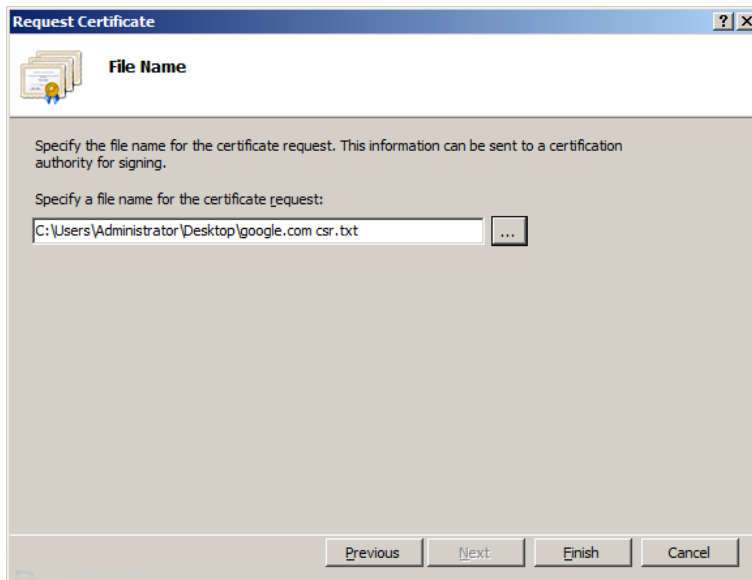 Request Certificate
File Name
Specify the file name for the certificate request. This information can be sent to a certification
authority for signing.
Specify a file name for the certificate request:
C:\Users\Administrator\Desktop\google.com csr.txt
...
Previous Next Finish Cancel